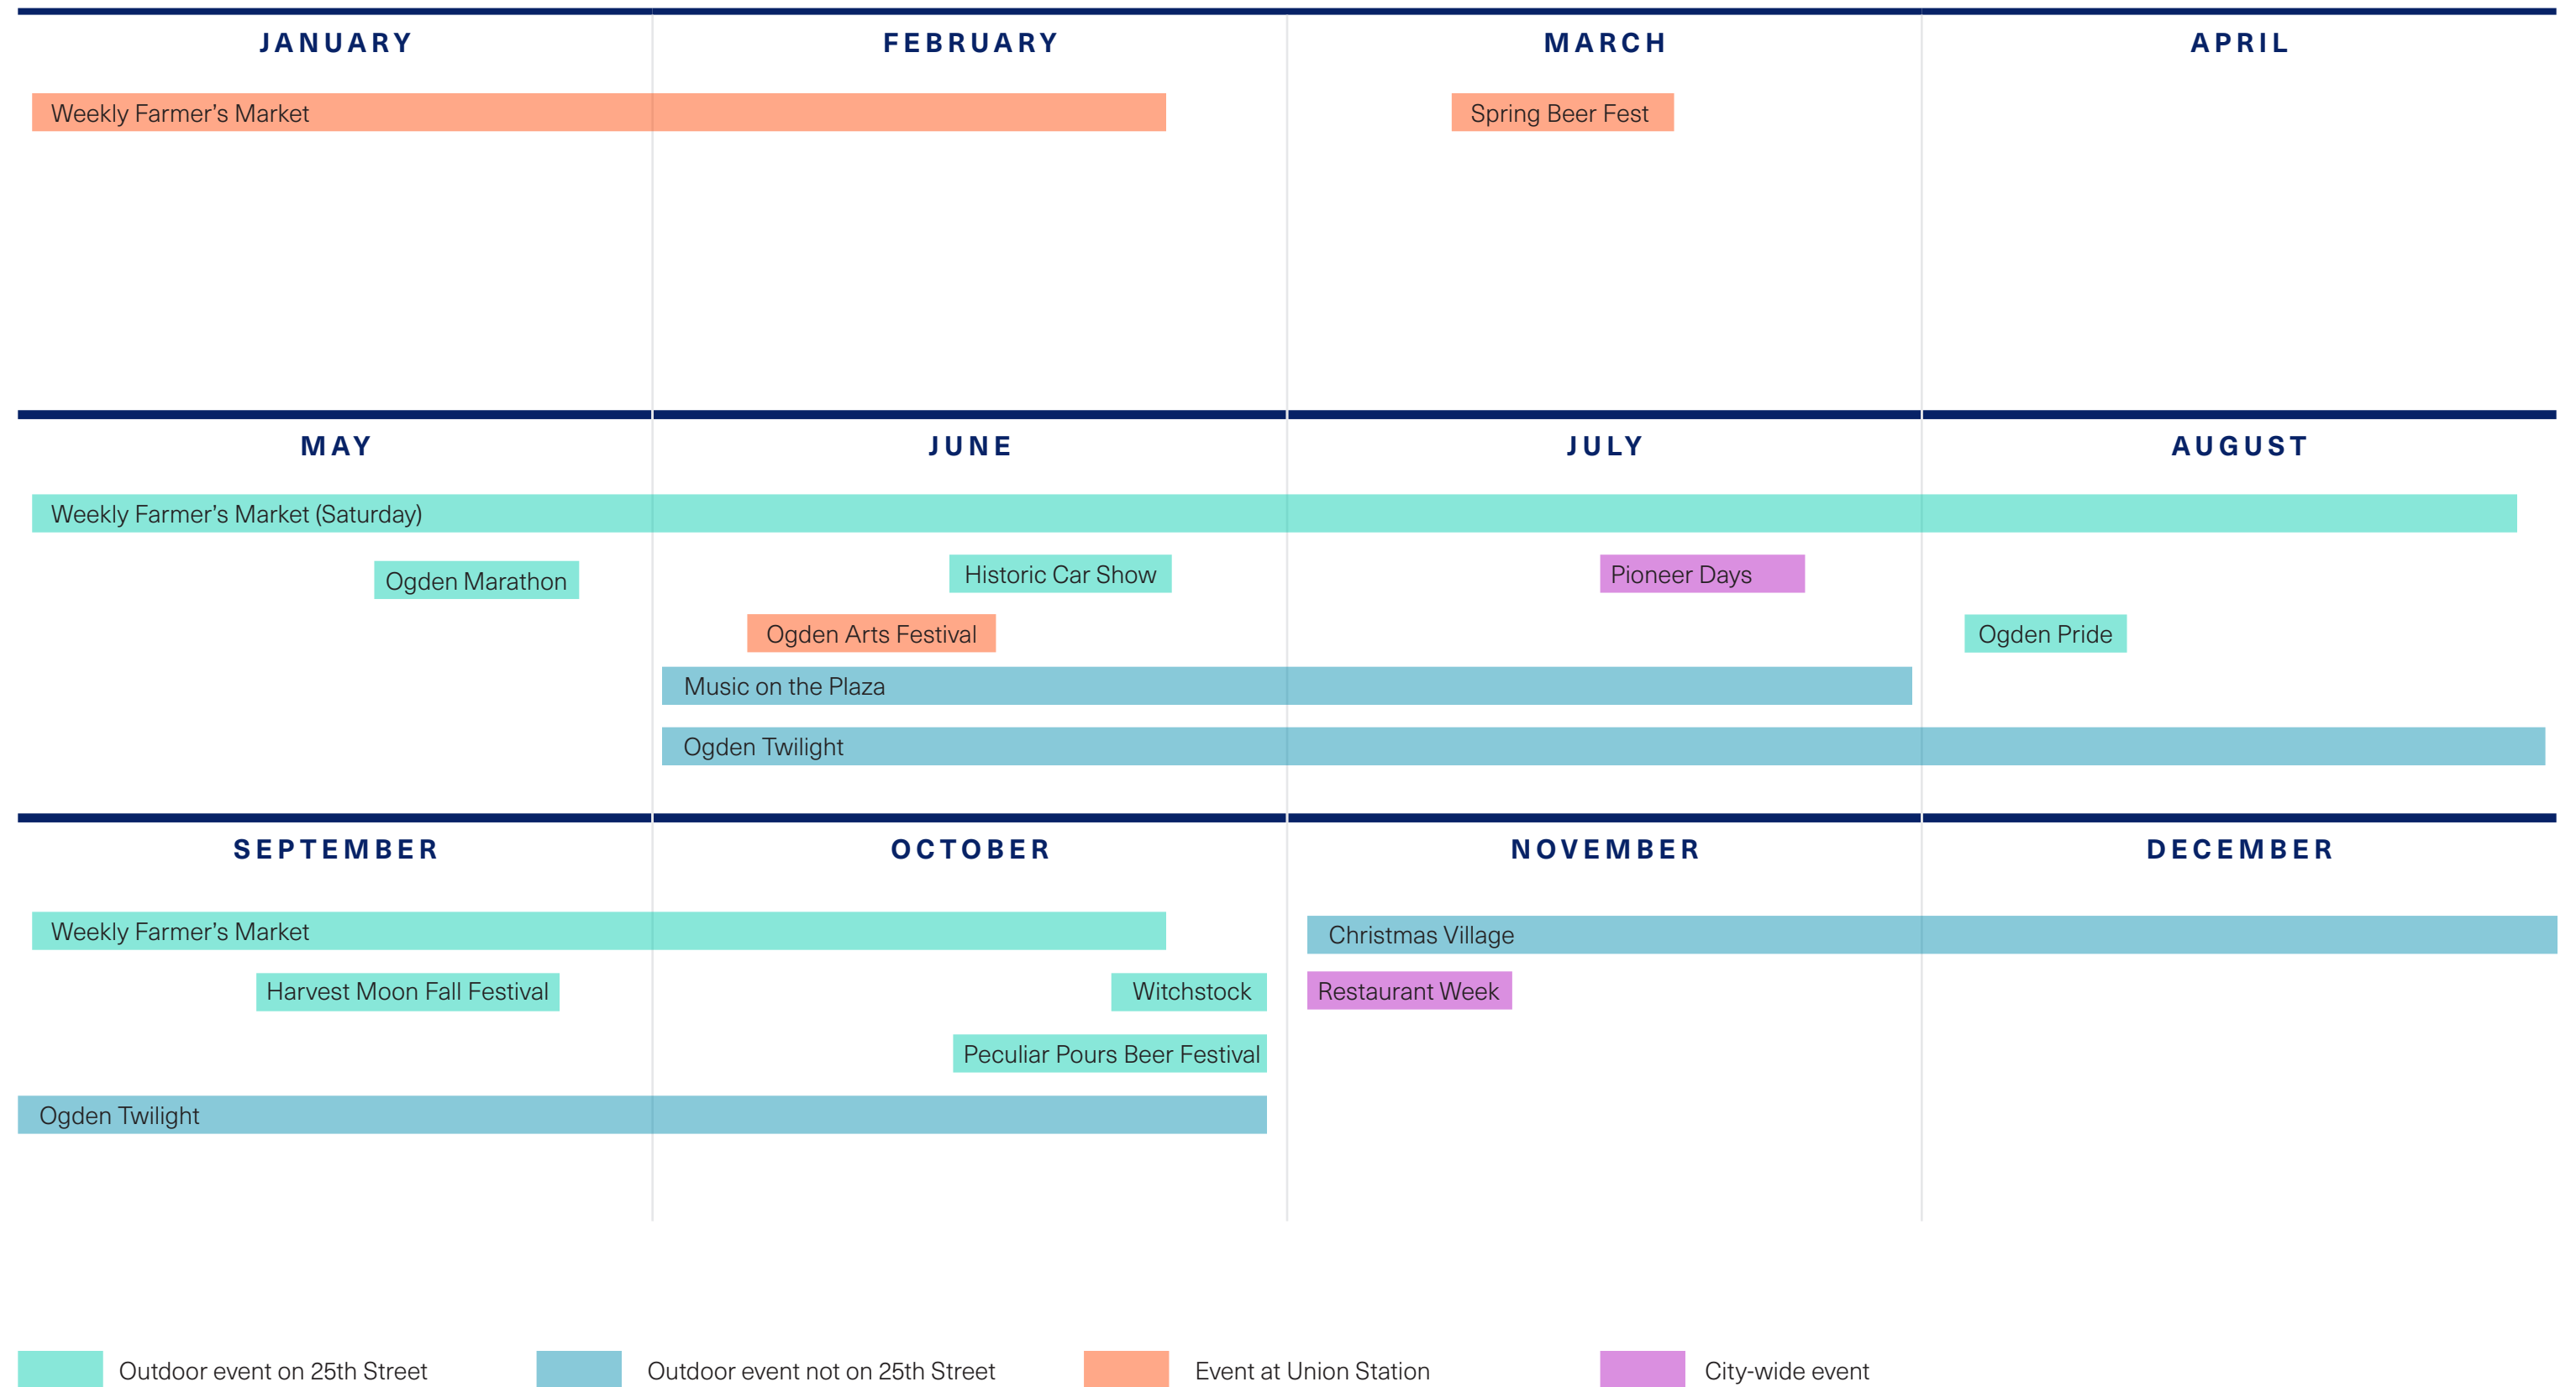 JANUARY
FEBRUARY
MARCH
APRIL
Weekly Farmer’s Market
Spring Beer Fest
MAY
JUNE
JULY
AUGUST
Weekly Farmer’s Market (Saturday)
Ogden Marathon
Historic Car Show
Pioneer Days
Ogden Arts Festival
Ogden Pride
Music on the Plaza
Ogden Twilight
SEPTEMBER
OCTOBER
NOVEMBER
DECEMBER
Weekly Farmer’s Market
Christmas Village
Harvest Moon Fall Festival
Witchstock
Restaurant Week
Peculiar Pours Beer Festival
Ogden Twilight
Outdoor event on 25th Street
Outdoor event not on 25th Street
Event at Union Station
City-wide event